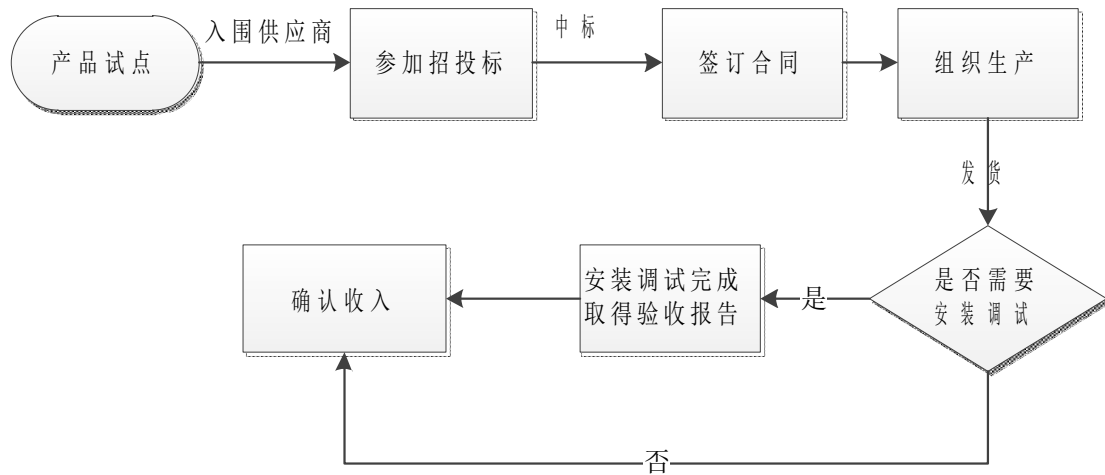 产品试点
入围供应商
参加招投标
中标
签订合同
组织生产
发货
是否需要
安装调试
是
安装调试完成
取得验收报告
确认收入
否